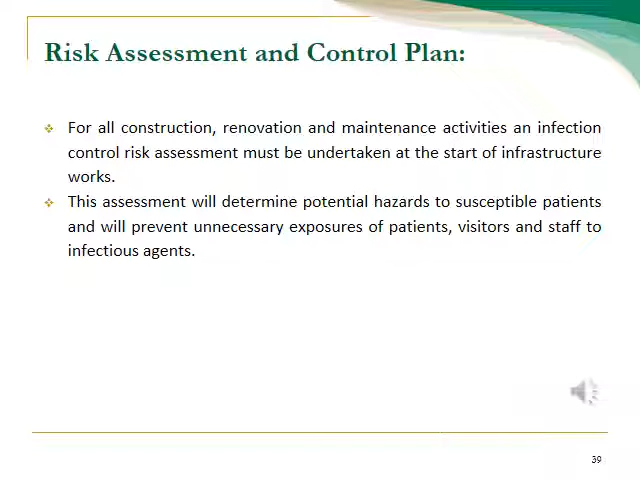 Risk Assessment and Control Plan:
For all construction, renovation and maintenance activities an infection
control risk assessment must be undertaken at the start of infrastructure
works.
This assessment will determine potential hazards to susceptible patients
and will prevent unnecessary exposures of patients, visitors and staff to
infectious agents.
39